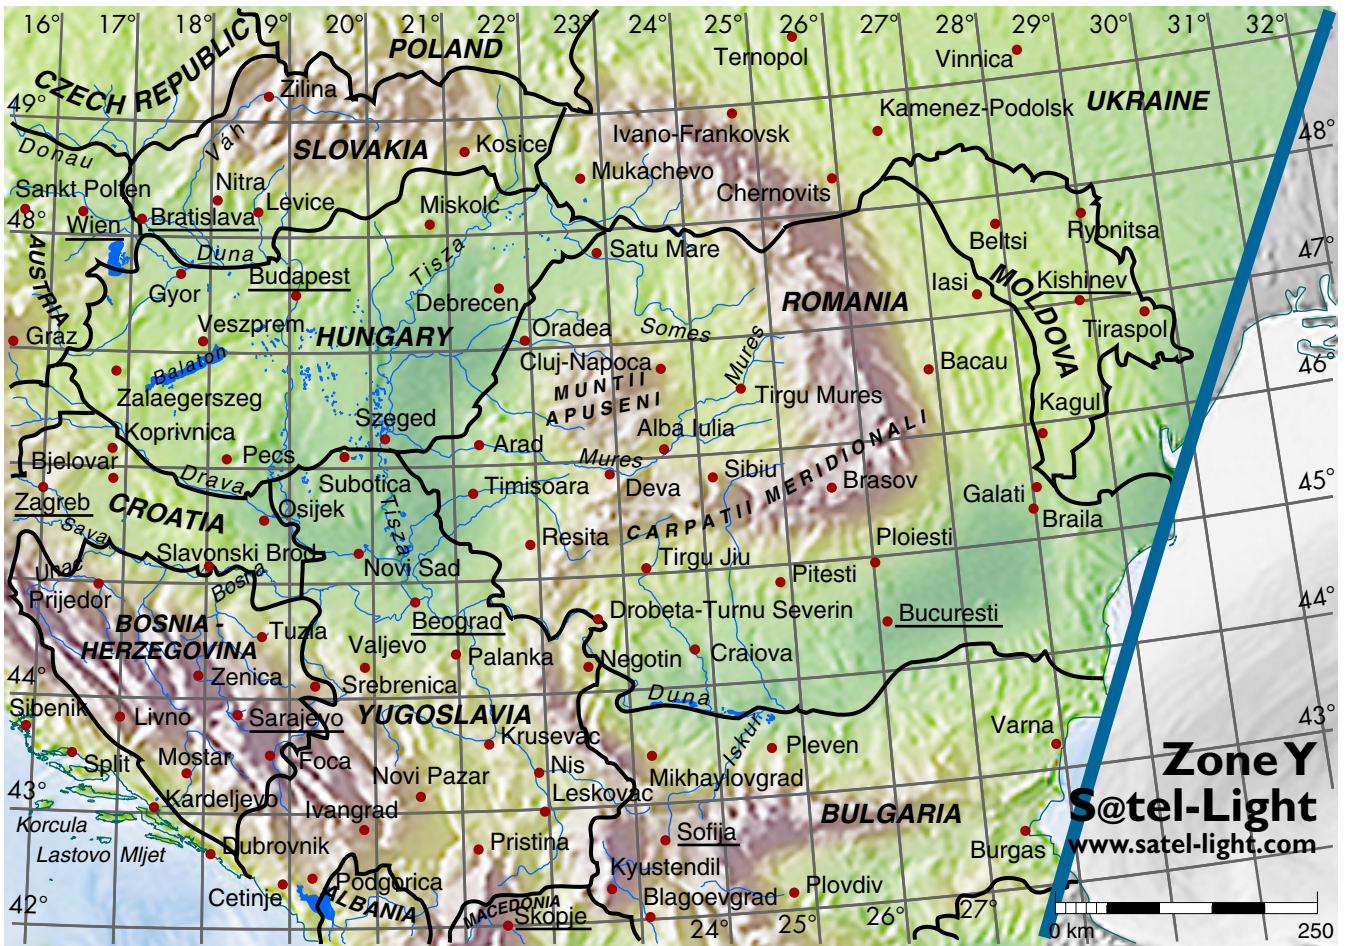 16° 17° 18° 19° 20° 21° 22° 23° 24° 25° 26° 27° 28° 29° 30° 31° 32°
CZECH REPUBLIC
POLAND
Ternopol
Vinnica
Zilina
49°
Kamenez-Podolsk
UKRAINE
48°
Donau
Váh
SLOVAKIA
Kosice
Ivano-Frankovsk
Mukachevo
Chernovits
Sankt Polten
Nitra
Levice
Miskolc
48°
Wien
Bratislava
Beltsi
Rybnitsa
47°
AUSTRIA
Duna
Tisza
Satu Mare
Gyor
Budapest
Debrecen
Iasi
MOLDOVA
Kishinev
ROMANIA
Graz
Veszprem
HUNGARY
Oradea
Somes
Tiraspol
Balaton
Cluj-Napoca
Mures
Bacau
46°
Zalaegerszeg
MUNTII
APUSENI
Tirgu Mures
Kagul
Koprivnica
Szeged
Arad
Alba Iulia
Bjelovar
Pecs
Mures
Sibiu
Zagreb
Drava
Subotica
Timisoara
Deva
CARPATII MERIDIONALI
Brasov
Galati
45°
CROATIA
Osijek
Tisza
Braila
Sava
Slavonski Brod
Novi Sad
Resita
Tirgu Jiu
Ploiesti
Unac
Bosna
Pitesti
Prijedor
Beograd
Drobeta-Turnu Severin
Bucuresti
44°
BOSNIA -
HERZEGOVINA
Tuzla
Valjevo
Palanka
Negotin
Craiova
44°
Zenica
Srebrenica
Duna
Sibenik
Livno
Sarajevo
YUGOSLAVIA
Krusevac
Iskur
Pleven
Varna
43°
Split
Mostar
Foca
Novi Pazar
Nis
Mikhaylovgrad
Zone Y
43°
Kardeljevo
Ivangrad
Leskovac
BULGARIA
S@tel-Light
Korcula
Sofija
www.satel-light.com
Lastovo Mljet
Dubrovnik
Pristina
Kyustendil
Burgas
Cetinje
Podgorica
Blagoevgrad
Plovdiv
42°
ALBANIA
MACEDONIA
Skopje
24° 25° 26° 27°
0 km 250